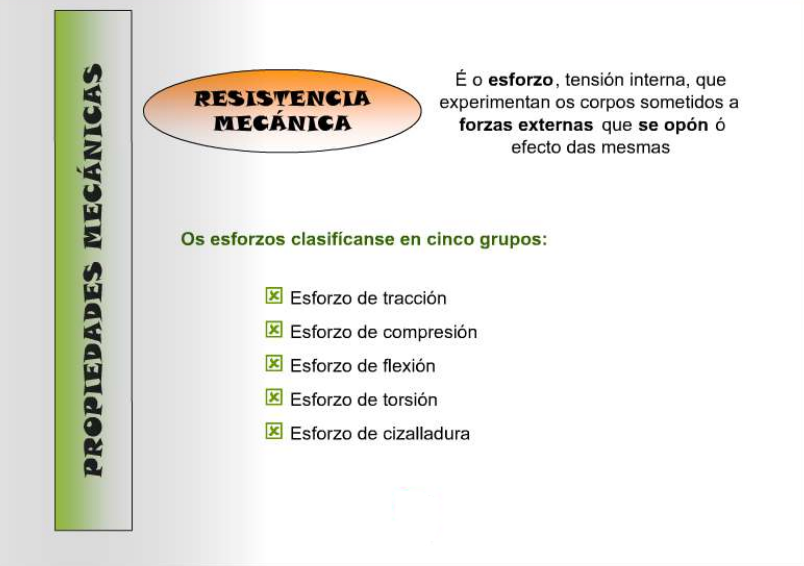 PROPIEDADES MECÁNICAS
RESISTENCIA
MECÁNICA
É o esforzo, tensión interna, que
experimentan os corpos sometidos a
forzas externas que se opón ó
efecto das mesmas
Os esforzos clasifícanse en cinco grupos:
Esforzo de tracción
Esforzo de compresión
Esforzo de flexión
Esforzo de torsión
Esforzo de cizalladura